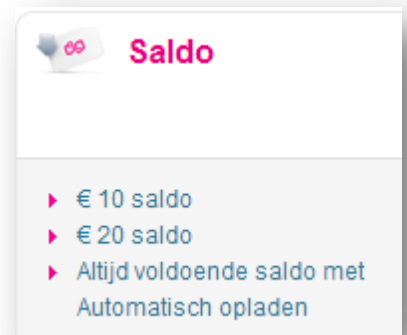 Saldo
€ 10 saldo
€ 20 saldo
Altijd voldoende saldo met
Automatisch opladen